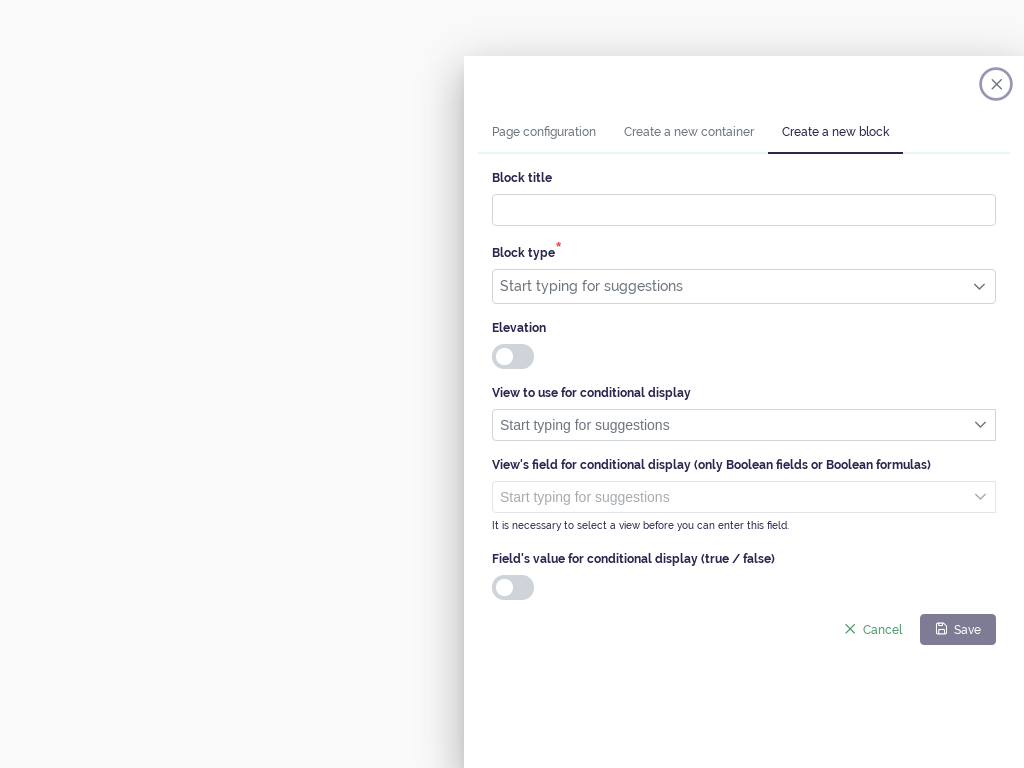 Page configuration
Create a new container
Create a new block
Block title
Block type*
Start typing for suggestions
Elevation
View to use for conditional display
Start typing for suggestions
View's field for conditional display (only Boolean fields or Boolean formulas)
Start typing for suggestions
It is necessary to select a view before you can enter this field.
Field's value for conditional display (true / false)
Cancel
Save